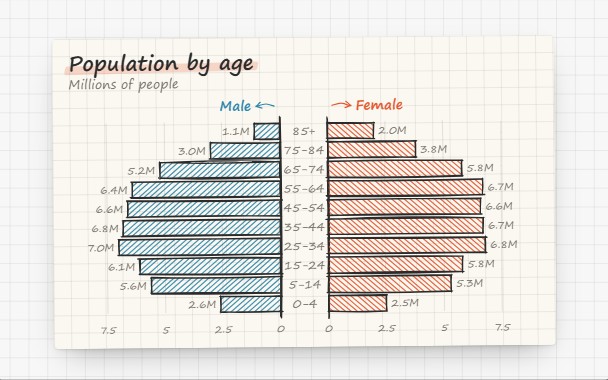 Population by age
Millions of people
Male ← → Female
1.1M 85+ 2.0M
3.0M 75-84 3.8M
5.2M 65-74 5.8M
6.4M 55-64 6.7M
6.6M 45-54 6.6M
6.8M 35-44 6.7M
7.0M 25-34 6.8M
6.1M 15-24 5.8M
5.6M 5-14 5.3M
2.6M 0-4 2.5M
7.5 5 2.5 0 0 2.5 5 7.5